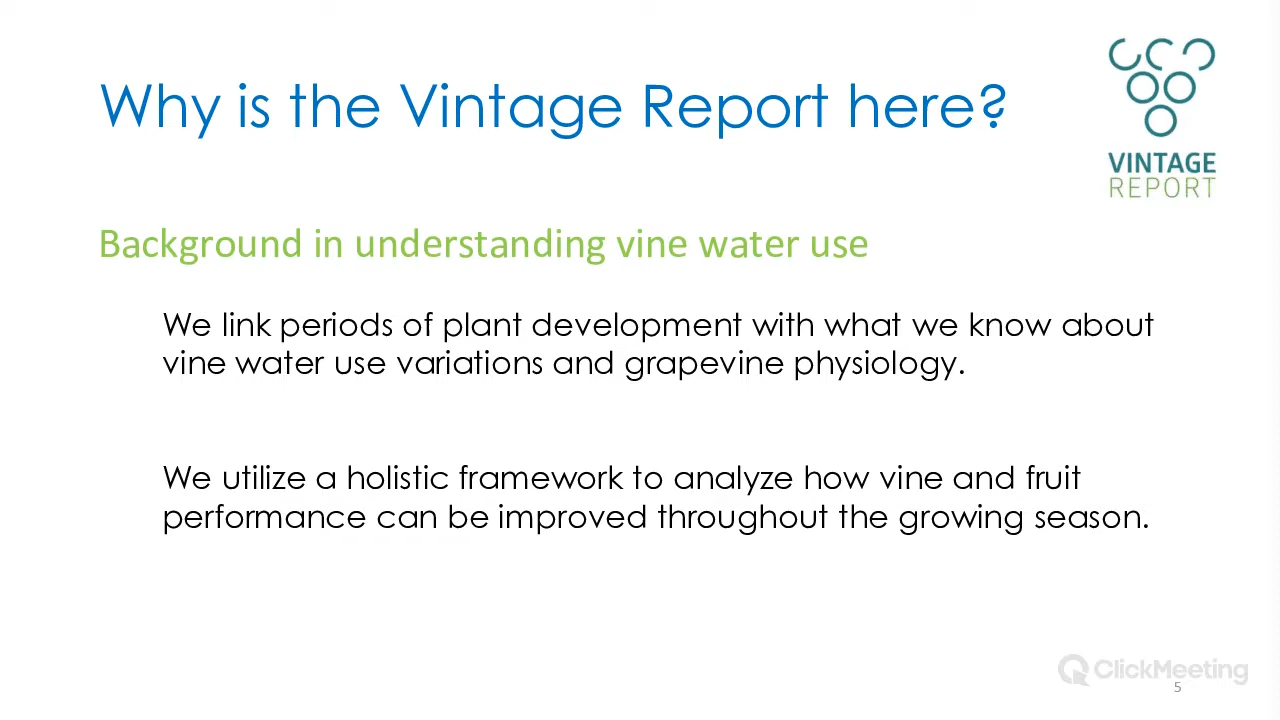 Why is the Vintage Report here?
VINTAGE
REPORT
Background in understanding vine water use
We link periods of plant development with what we know about
vine water use variations and grapevine physiology.
We utilize a holistic framework to analyze how vine and fruit
performance can be improved throughout the growing season.
ClickMeeting
5